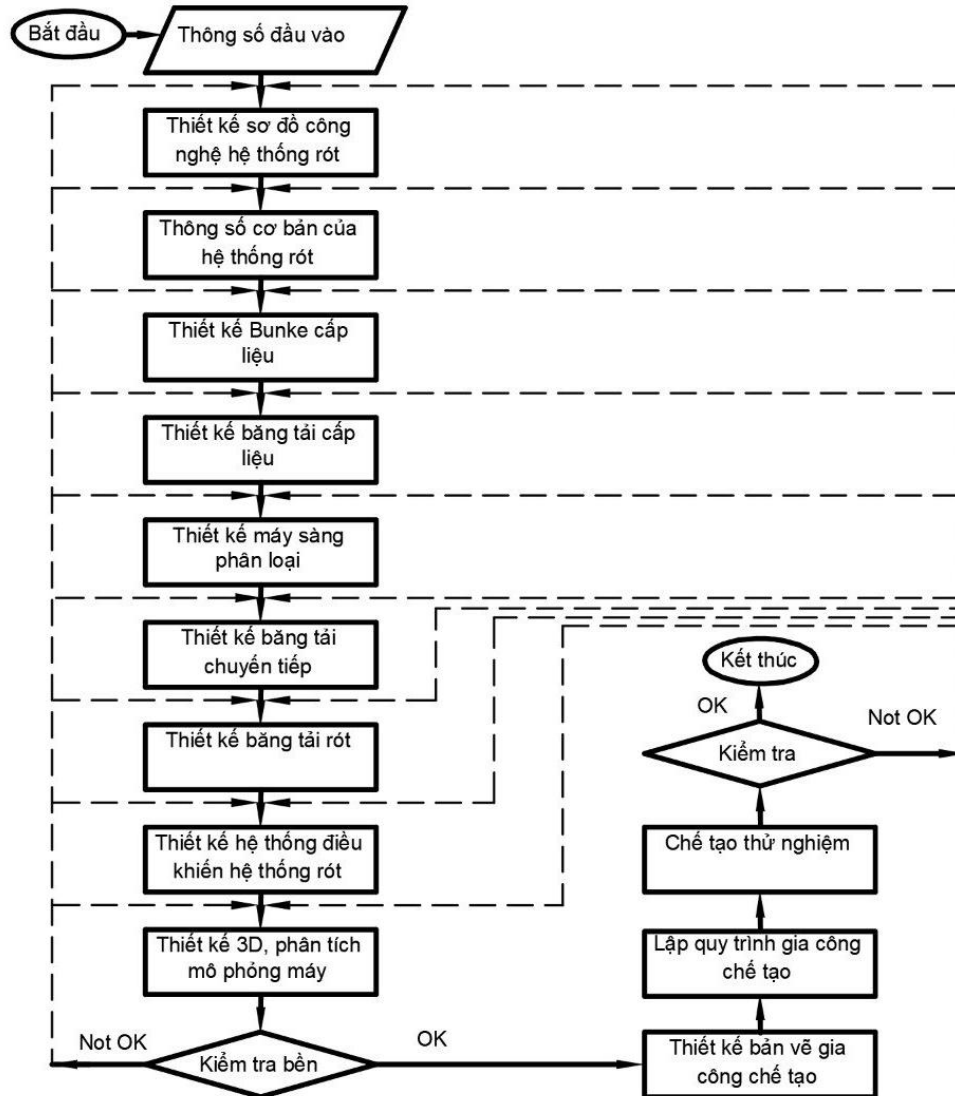 Bắt đầu
Thông số đầu vào
Thiết kế sơ đồ công
nghệ hệ thống rót
Thông số cơ bản của
hệ thống rót
Thiết kế Bunke cấp
liệu
Thiết kế băng tải cấp
liệu
Thiết kế máy sàng
phân loại
Thiết kế băng tải
chuyển tiếp
Thiết kế băng tải rót
Thiết kế hệ thống điều
khiến hệ thống rót
Thiết kế 3D, phân tích
mô phỏng máy
Not OK
Kiểm tra bền
OK
Thiết kế bản vẽ gia
công chế tạo
Lập quy trình gia công
chế tạo
Chế tạo thử nghiệm
Kiểm tra
OK
Not OK
Kết thúc